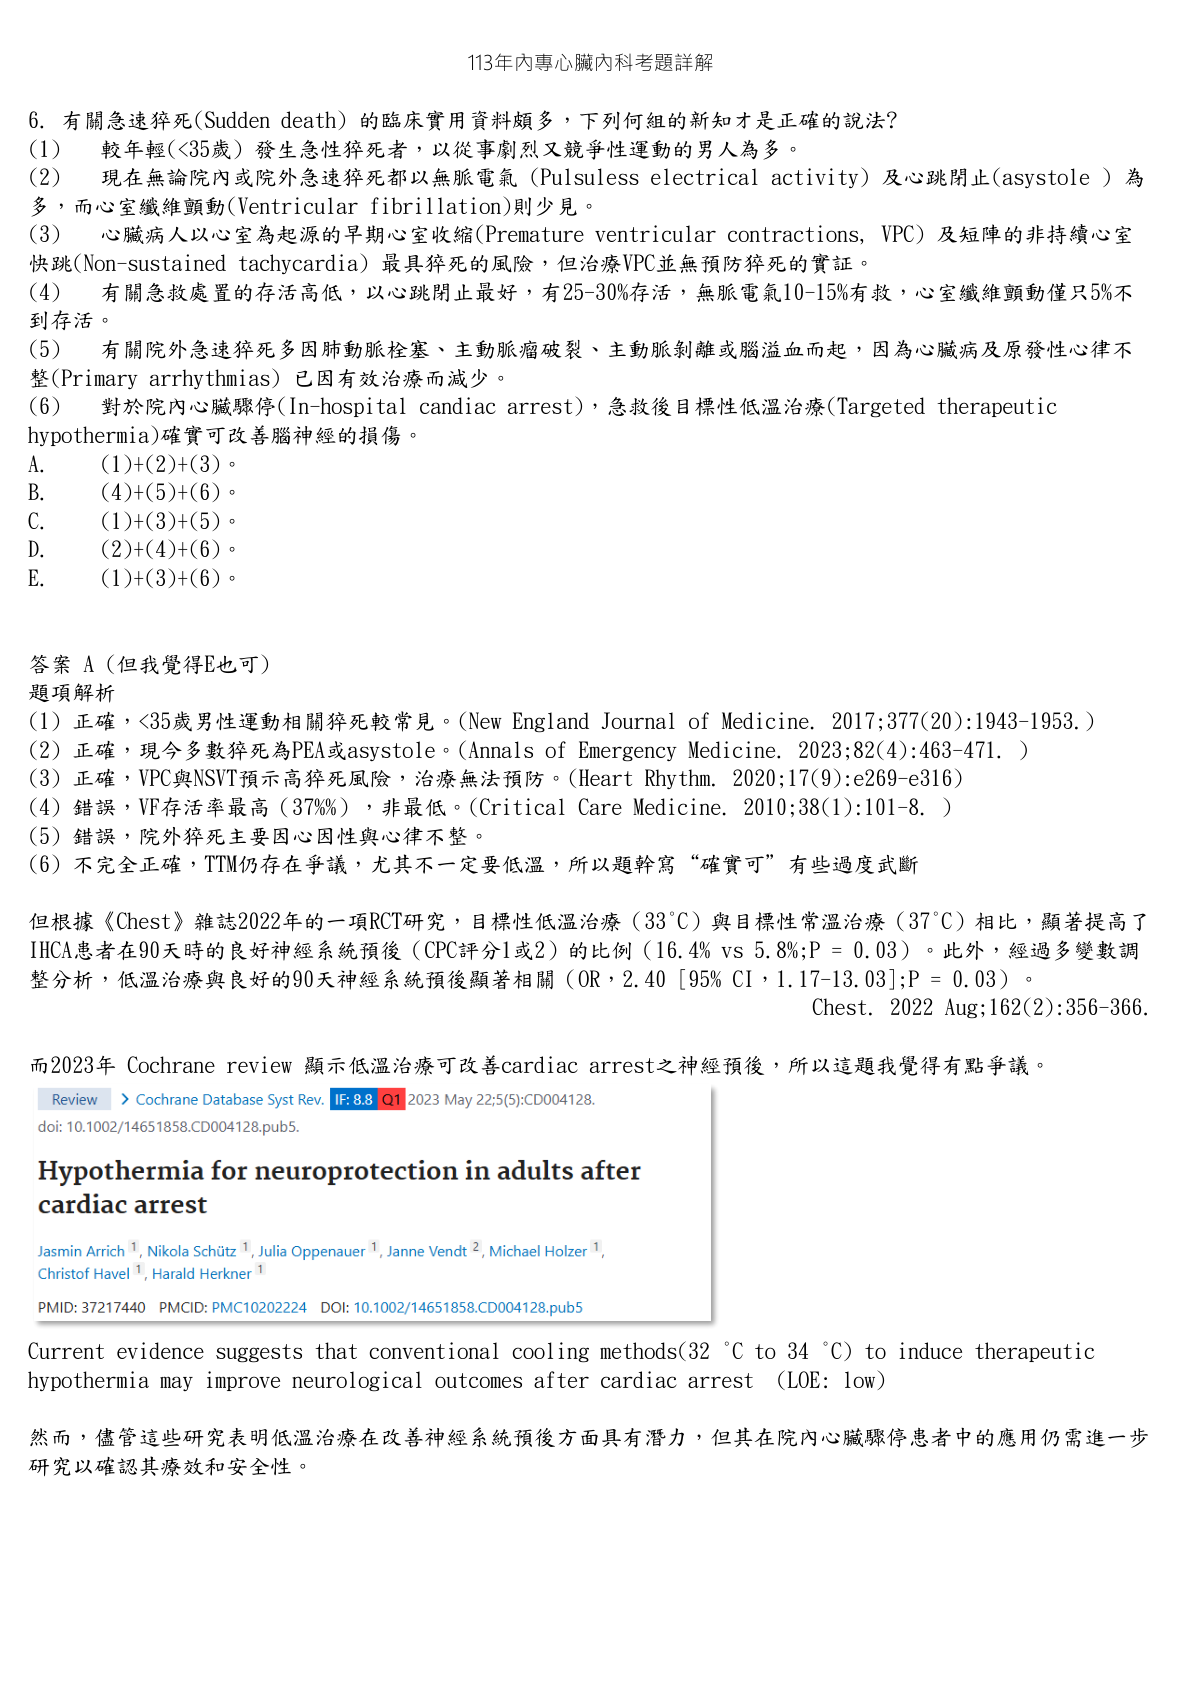 113年內專心臟內科考題詳解
6. 有關急速猝死(Sudden death) 的臨床實用資料頗多，下列何組的新知才是正確的說法?
(1) 較年輕(<35歲) 發生急性猝死者，以從事劇烈又競爭性運動的男人為多。
(2) 現在無論院內或院外急速猝死都以無脈電氣 (Pulsuless electrical activity) 及心跳閉止(asystole ) 為
多，而心室纖維顫動(Ventricular fibrillation)則少見。
(3) 心臟病人以心室為起源的早期心室收縮(Premature ventricular contractions, VPC) 及短陣的非持續心室
快跳(Non-sustained tachycardia) 最具猝死的風險，但治療VPC並無預防猝死的實証。
(4) 有關急救處置的存活高低，以心跳閉止最好，有25-30%存活，無脈電氣10-15%有救，心室纖維顫動僅只5%不
到存活。
(5) 有關院外急速猝死多因肺動脈栓塞、主動脈瘤破裂、主動脈剝離或腦溢血而起，因為心臟病及原發性心律不
整(Primary arrhythmias) 已因有效治療而減少。
(6) 對於院內心臟驟停(In-hospital candiac arrest)，急救後目標性低溫治療(Targeted therapeutic
hypothermia)確實可改善腦神經的損傷。
A. (1)+(2)+(3)。
B. (4)+(5)+(6)。
C. (1)+(3)+(5)。
D. (2)+(4)+(6)。
E. (1)+(3)+(6)。
答案 A (但我覺得E也可)
題項解析
(1) 正確，<35歲男性運動相關猝死較常見。(New England Journal of Medicine. 2017;377(20):1943-1953.)
(2) 正確，現今多數猝死為PEA或asystole。(Annals of Emergency Medicine. 2023;82(4):463-471. )
(3) 正確，VPC與NSVT預示高猝死風險，治療無法預防。(Heart Rhythm. 2020;17(9):e269-e316)
(4) 錯誤，VF存活率最高（37%%），非最低。(Critical Care Medicine. 2010;38(1):101-8. )
(5) 錯誤，院外猝死主要因心因性與心律不整。
(6) 不完全正確，TTM仍存在爭議，尤其不一定要低溫，所以題幹寫“確實可”有些過度武斷
但根據《Chest》雜誌2022年的一項RCT研究，目標性低溫治療（33°C）與目標性常溫治療（37°C）相比，顯著提高了
IHCA患者在90天時的良好神經系統預後（CPC評分1或2）的比例（16.4% vs 5.8%;P = 0.03）。此外，經過多變數調
整分析，低溫治療與良好的90天神經系統預後顯著相關（OR，2.40 [95% CI，1.17-13.03];P = 0.03）。
Chest. 2022 Aug;162(2):356-366.
而2023年 Cochrane review 顯示低溫治療可改善cardiac arrest之神經預後，所以這題我覺得有點爭議。
Review > Cochrane Database Syst Rev. IF: 8.8 Q1 2023 May 22;5(5):CD004128.
doi: 10.1002/14651858.CD004128.pub5.
Hypothermia for neuroprotection in adults after
cardiac arrest
Jasmin Arrich 1, Nikola Schütz 1, Julia Oppenauer 1, Janne Vendt 2, Michael Holzer 1,
Christof Havel 1, Harald Herkner 1
PMID: 37217440 PMCID: PMC10202224 DOI: 10.1002/14651858.CD004128.pub5
Current evidence suggests that conventional cooling methods(32 °C to 34 °C) to induce therapeutic
hypothermia may improve neurological outcomes after cardiac arrest （LOE: low)
然而，儘管這些研究表明低溫治療在改善神經系統預後方面具有潛力，但其在院內心臟驟停患者中的應用仍需進一步
研究以確認其療效和安全性。